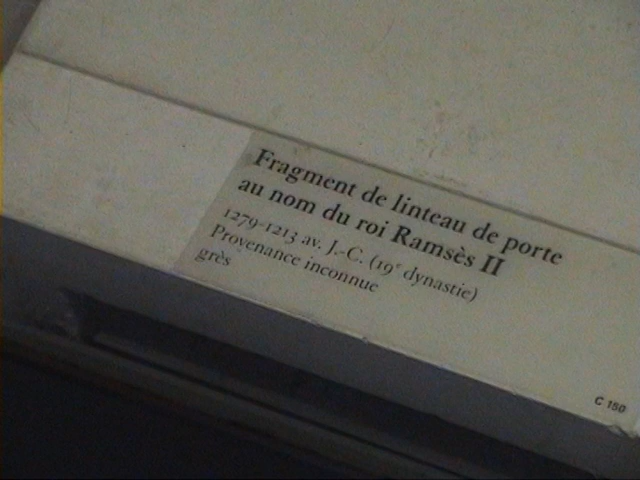 Fragment de linteau de porte
au nom du roi Ramsès II
1279-1213 av. J.-C. (19e dynastie)
Provenance inconnue
grès
C 150